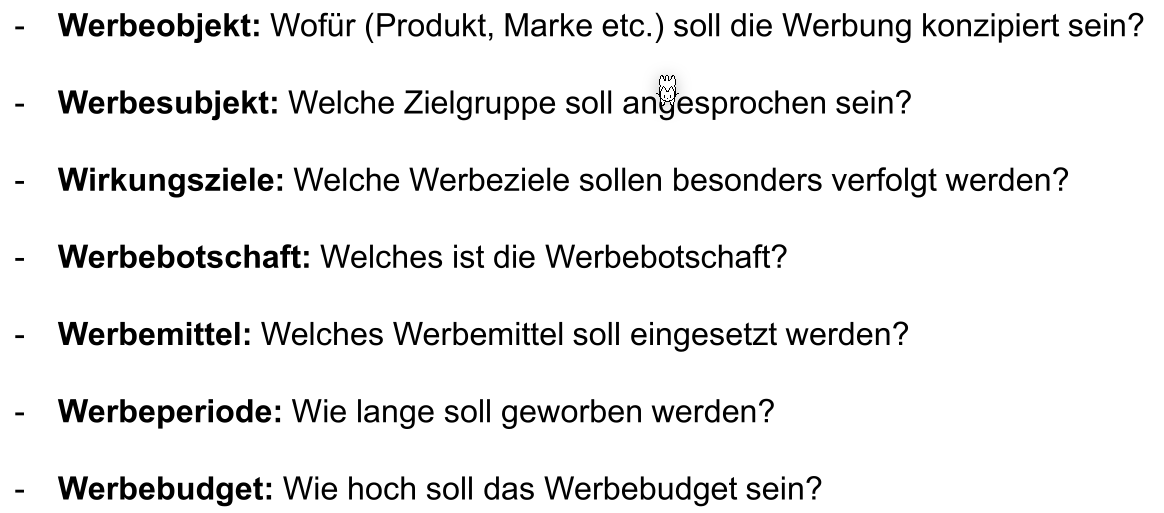 - Werbeobjekt: Wofür (Produkt, Marke etc.) soll die Werbung konzipiert sein?
- Werbesubjekt: Welche Zielgruppe soll angesprochen sein?
- Wirkungsziele: Welche Werbeziele sollen besonders verfolgt werden?
- Werbebotschaft: Welches ist die Werbebotschaft?
- Werbemittel: Welches Werbemittel soll eingesetzt werden?
- Werbeperiode: Wie lange soll geworben werden?
- Werbebudget: Wie hoch soll das Werbebudget sein?